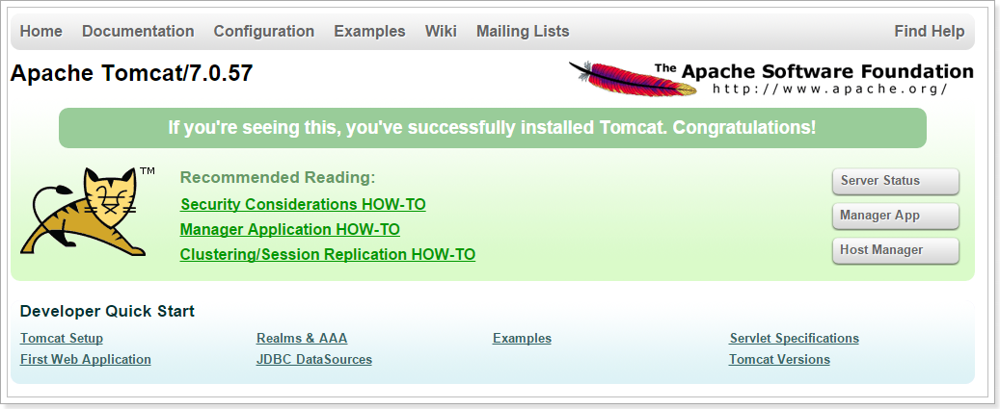 Home Documentation Configuration Examples Wiki Mailing Lists Find Help
Apache Tomcat/7.0.57
The Apache Software Foundation
http://www.apache.org/
If you're seeing this, you've successfully installed Tomcat. Congratulations!
TM
Recommended Reading:
Security Considerations HOW-TO
Manager Application HOW-TO
Clustering/Session Replication HOW-TO
Server Status
Manager App
Host Manager
Developer Quick Start
Tomcat Setup Realms & AAA Examples Servlet Specifications
First Web Application JDBC DataSources Tomcat Versions